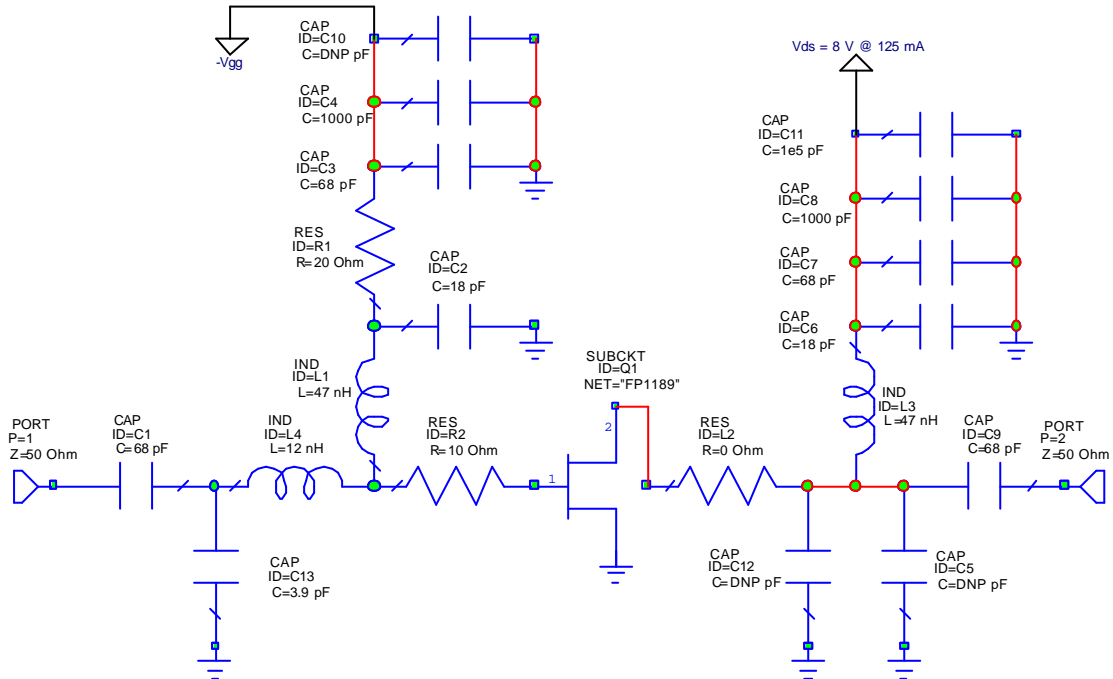 CAP
ID=C10
C=DNP pF
-Vgg
CAP
ID=C4
C=1000 pF
CAP
ID=C3
C=68 pF
RES
ID=R1
R=20 Ohm
CAP
ID=C2
C=18 pF
IND
ID=L1
L=47 nH
PORT
P=1
Z=50 Ohm
CAP
ID=C1
C=68 pF
IND
ID=L4
L=12 nH
RES
ID=R2
R=10 Ohm
CAP
ID=C13
C=3.9 pF
SUBCKT
ID=Q1
NET="FP1189"
1
2
RES
ID=L2
R=0 Ohm
Vds = 8 V @ 125 mA
CAP
ID=C11
C=1e5 pF
CAP
ID=C8
C=1000 pF
CAP
ID=C7
C=68 pF
CAP
ID=C6
C=18 pF
IND
ID=L3
L=47 nH
CAP
ID=C9
C=68 pF
PORT
P=2
Z=50 Ohm
CAP
ID=C12
C=DNP pF
CAP
ID=C5
C=DNP pF